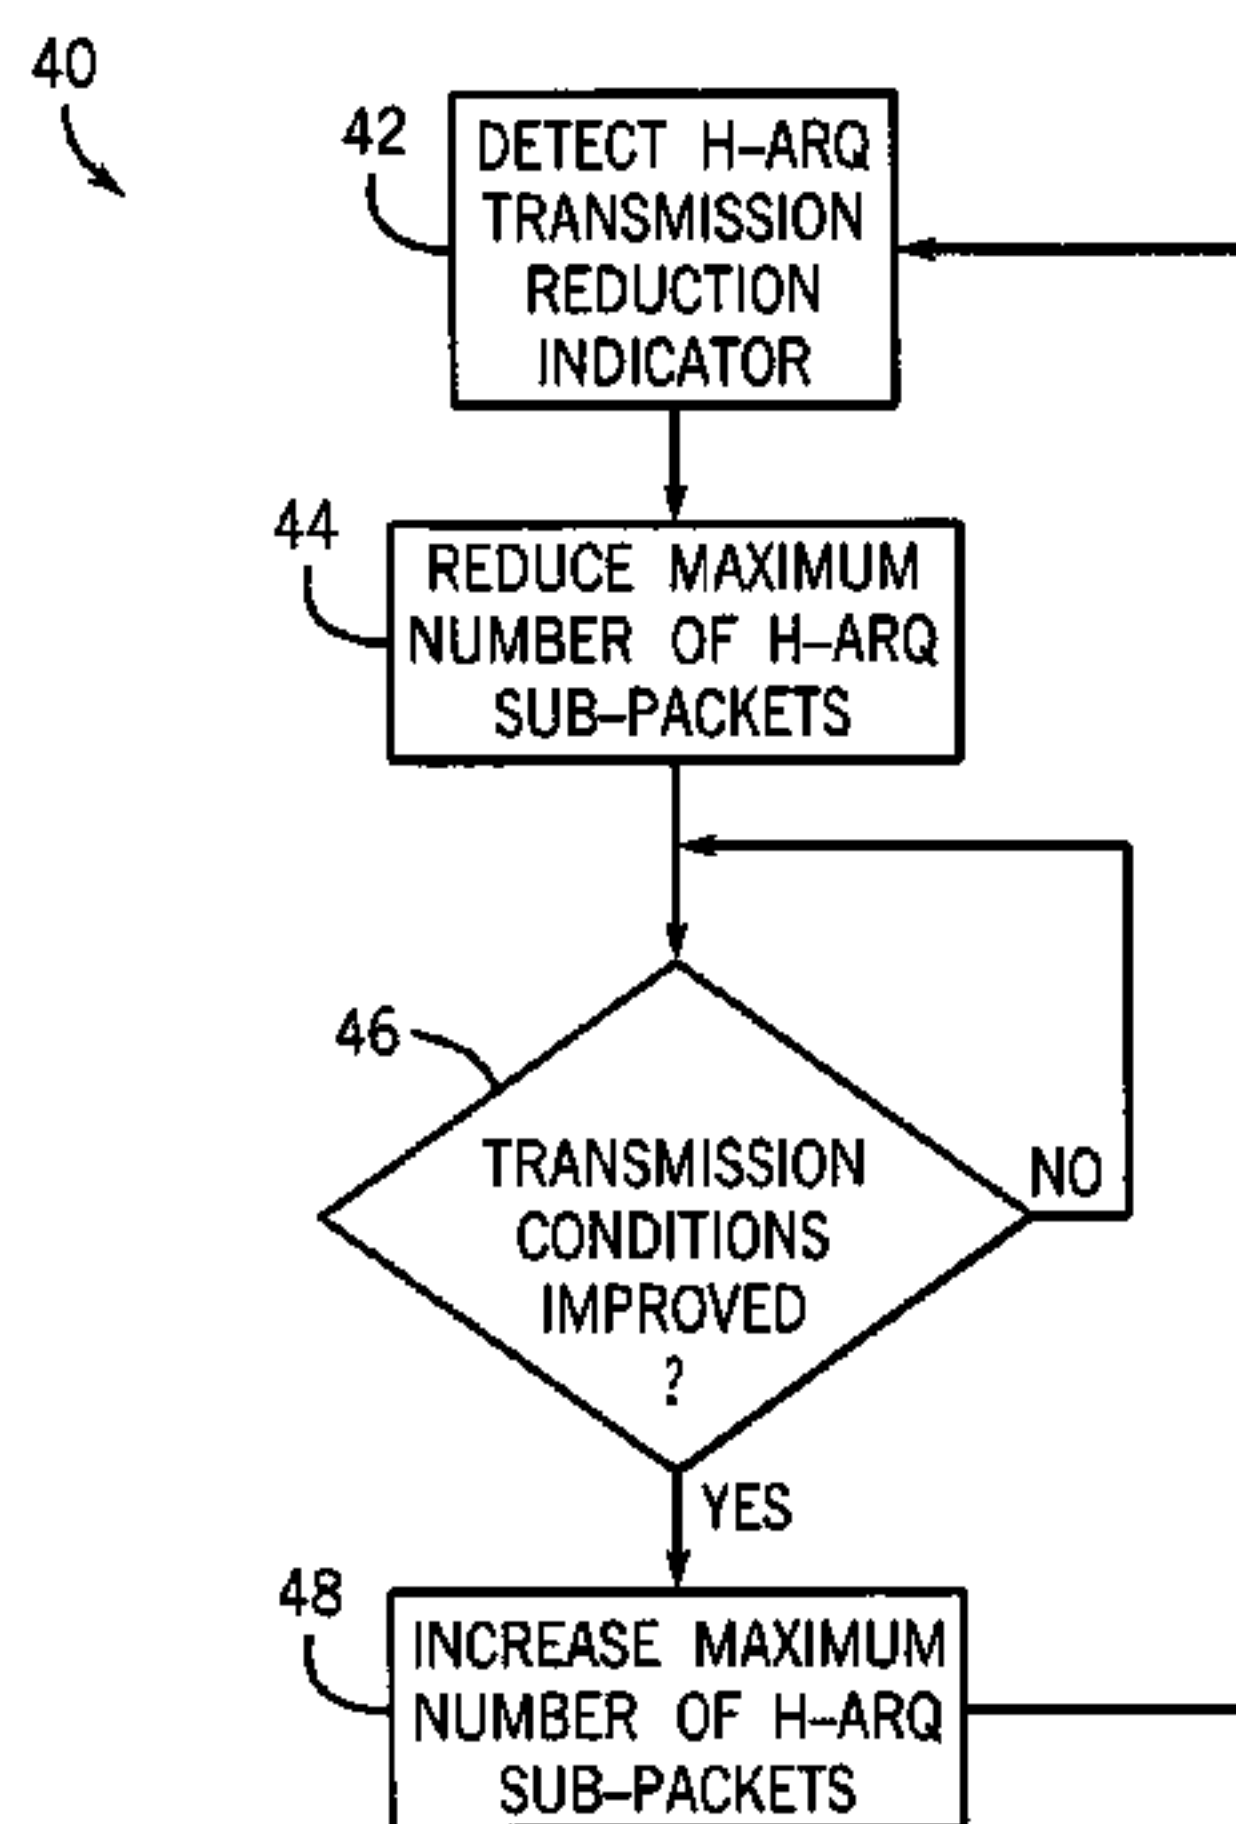 40
42
DETECT H-ARQ
TRANSMISSION
REDUCTION
INDICATOR
44
REDUCE MAXIMUM
NUMBER OF H-ARQ
SUB-PACKETS
46
TRANSMISSION
CONDITIONS
IMPROVED
?
NO
YES
48
INCREASE MAXIMUM
NUMBER OF H-ARQ
SUB-PACKETS